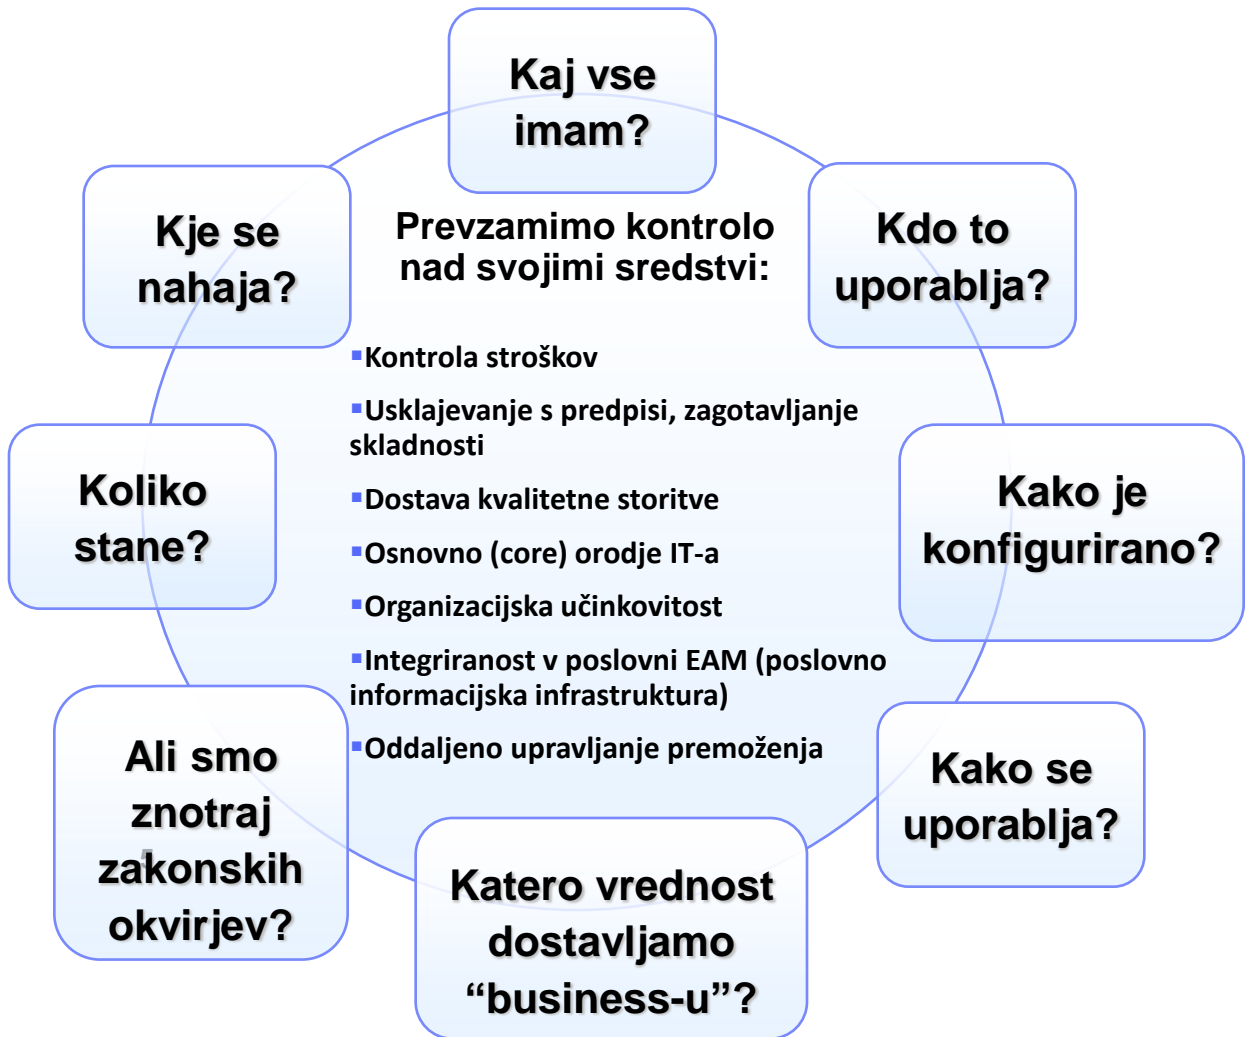 Kaj vse
imam?
Kdo to
uporablja?
Kako je
konfigurirano?
Kako se
uporablja?
Katero vrednost
dostavljamo
“business-u”?
Ali smo
znotraj
zakonskih
okvirjev?
5
Koliko
stane?
Kje se
nahaja?
Prevzamimo kontrolo
nad svojimi sredstvi:
▪Kontrola stroškov
▪Usklajevanje s predpisi, zagotavljanje
skladnosti
▪Dostava kvalitetne storitve
▪Osnovno (core) orodje IT-a
▪Organizacijska učinkovitost
▪Integriranost v poslovni EAM (poslovno
informacijska infrastruktura)
▪Oddaljeno upravljanje premoženja